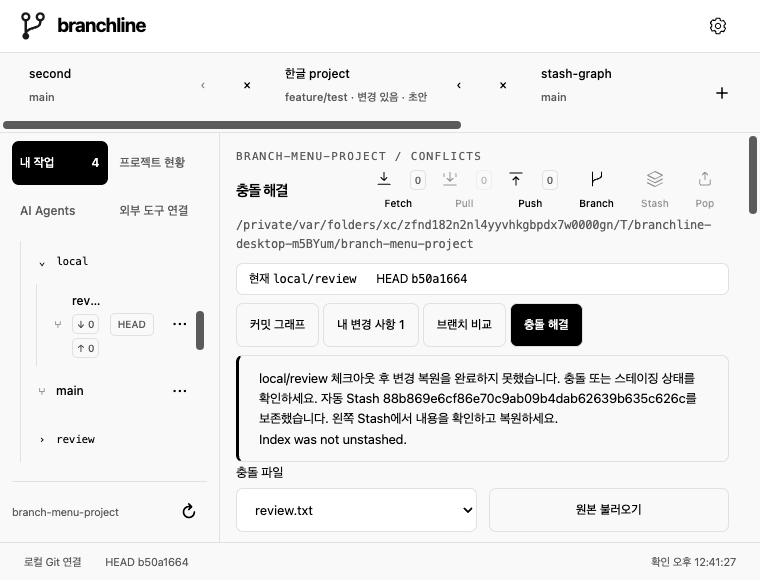 branchline
second
main
한글 project
feature/test · 변경 있음 · 초안
stash-graph
main
내 작업 4
프로젝트 현황
AI Agents
외부 도구 연결
local
rev...
↓ 0
HEAD
↑ 0
main
review
branch-menu-project
BRANCH-MENU-PROJECT / CONFLICTS
충돌 해결
0
Fetch
0
Pull
0
Push
Branch
Stash
Pop
/private/var/folders/xc/zfnd182n2nl4yyvhkgbpdx7w0000gn/T/branchline-
desktop-m5BYum/branch-menu-project
현재 local/review HEAD b50a1664
커밋 그래프
내 변경 사항 1
브랜치 비교
충돌 해결
local/review 체크아웃 후 변경 복원을 완료하지 못했습니다. 충돌 또는 스테이징 상태를
확인하세요. 자동 Stash 88b869e6cf86e70c9ab09b4dab62639b635c626c를
보존했습니다. 왼쪽 Stash에서 내용을 확인하고 복원하세요.
Index was not unstashed.
충돌 파일
review.txt
원본 불러오기
로컬 Git 연결
HEAD b50a1664
확인 오후 12:41:27